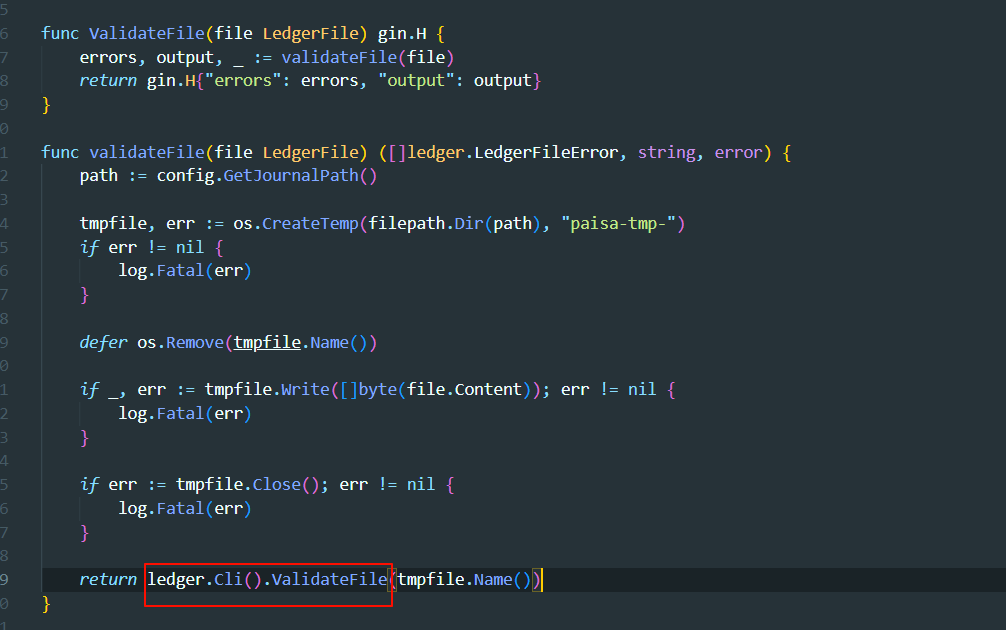 5
6 func ValidateFile(file LedgerFile) gin.H {
7 errors, output, _ := validateFile(file)
8 return gin.H{"errors": errors, "output": output}
9 }
0
1 func validateFile(file LedgerFile) ([]ledger.LedgerFileError, string, error) {
2 path := config.GetJournalPath()
3
4 tmpfile, err := os.CreateTemp(filepath.Dir(path), "paisa-tmp-")
5 if err != nil {
6 log.Fatal(err)
7 }
8
9 defer os.Remove(tmpfile.Name())
0
1 if _, err := tmpfile.Write([]byte(file.Content)); err != nil {
2 log.Fatal(err)
3 }
4
5 if err := tmpfile.Close(); err != nil {
6 log.Fatal(err)
7 }
8
9 return ledger.Cli().ValidateFile(tmpfile.Name())
0 }
1